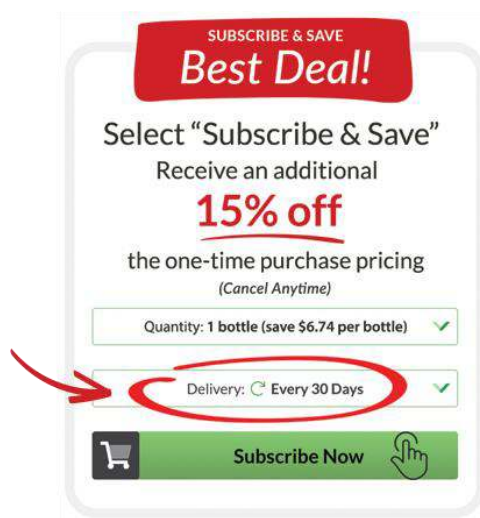 SUBSCRIBE & SAVE
Best Deal!
Select “Subscribe & Save”
Receive an additional
15% off
the one-time purchase pricing
(Cancel Anytime)
Quantity: 1 bottle (save $6.74 per bottle)
Delivery: Every 30 Days
Subscribe Now